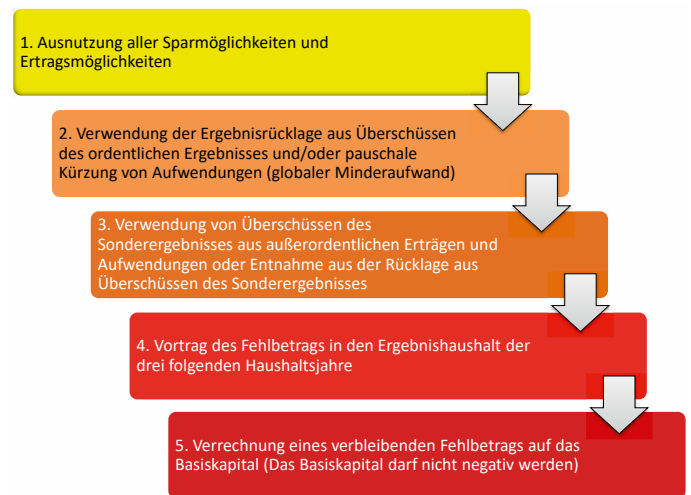 1. Ausnutzung aller Sparmöglichkeiten und
Ertragsmöglichkeiten
2. Verwendung der Ergebnisrücklage aus Überschüssen
des ordentlichen Ergebnisses und/oder pauschale
Kürzung von Aufwendungen (globaler Minderaufwand)
3. Verwendung von Überschüssen des
Sonderergebnisses aus außerordentlichen Erträgen und
Aufwendungen oder Entnahme aus der Rücklage aus
Überschüssen des Sonderergebnisses
4. Vortrag des Fehlbetrags in den Ergebnishaushalt der
drei folgenden Haushaltsjahre
5. Verrechnung eines verbleibenden Fehlbetrags auf das
Basiskapital (Das Basiskapital darf nicht negativ werden)